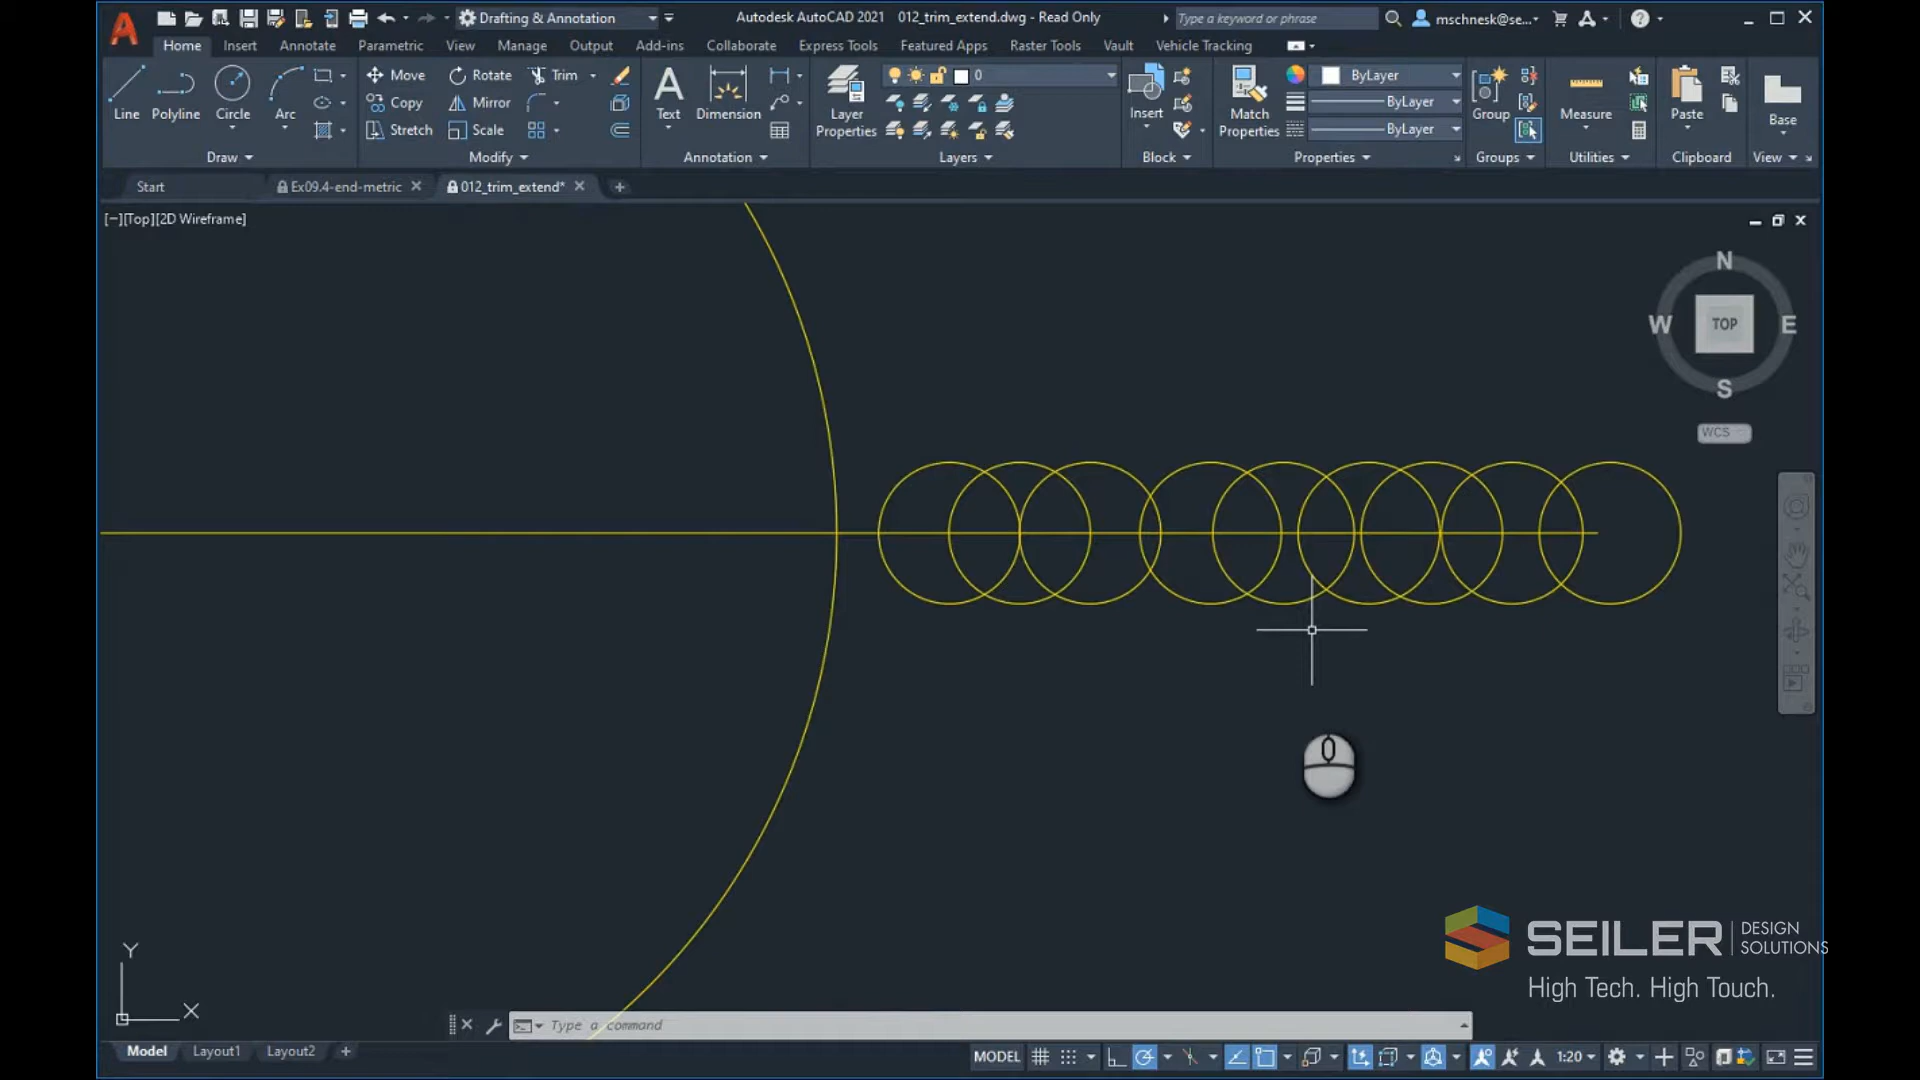 Drafting & Annotation
Autodesk AutoCAD 2021 012_trim_extend.dwg - Read Only
Type a keyword or phrase
mschnesk@se...
Home Insert Annotate Parametric View Manage Output Add-ins Collaborate Express Tools Featured Apps Raster Tools Vault Vehicle Tracking
Line
Polyline
Circle
Arc
Draw
Move
Rotate
Trim
Copy
Mirror
Stretch
Scale
Modify
A
Text
Dimension
Annotation
Layer
Properties
0
Layers
Insert
Block
Match
Properties
ByLayer
ByLayer
ByLayer
Properties
Group
Groups
Measure
Utilities
Paste
Clipboard
Base
View
Start
Ex09.4-end-metric
012_trim_extend*
[−][Top][2D Wireframe]
N
W
TOP
E
S
WCS
Y
X
SEILER
DESIGN
SOLUTIONS
High Tech. High Touch.
Type a command
Model Layout1 Layout2
MODEL
1:20